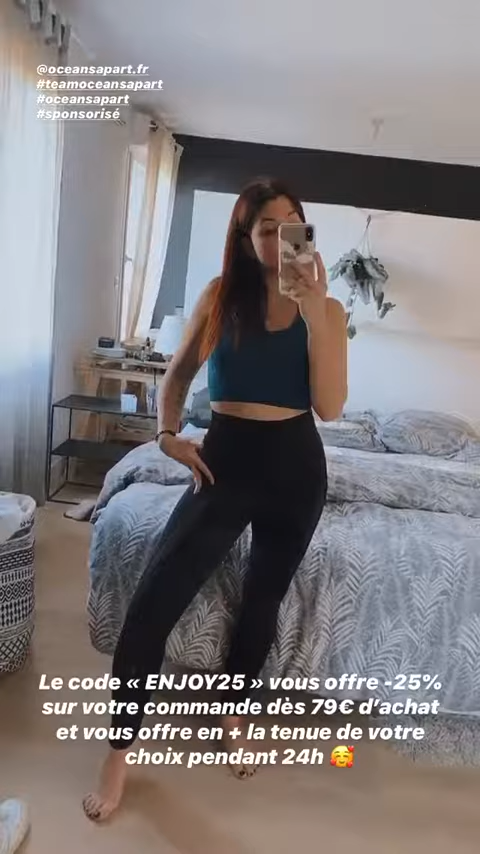 @oceansapart.fr
#teamoceansapart
#oceansapart
#sponsorisé
Le code « ENJOY25 » vous offre -25%
sur votre commande dès 79€ d’achat
et vous offre en + la tenue de votre
choix pendant 24h 🥰